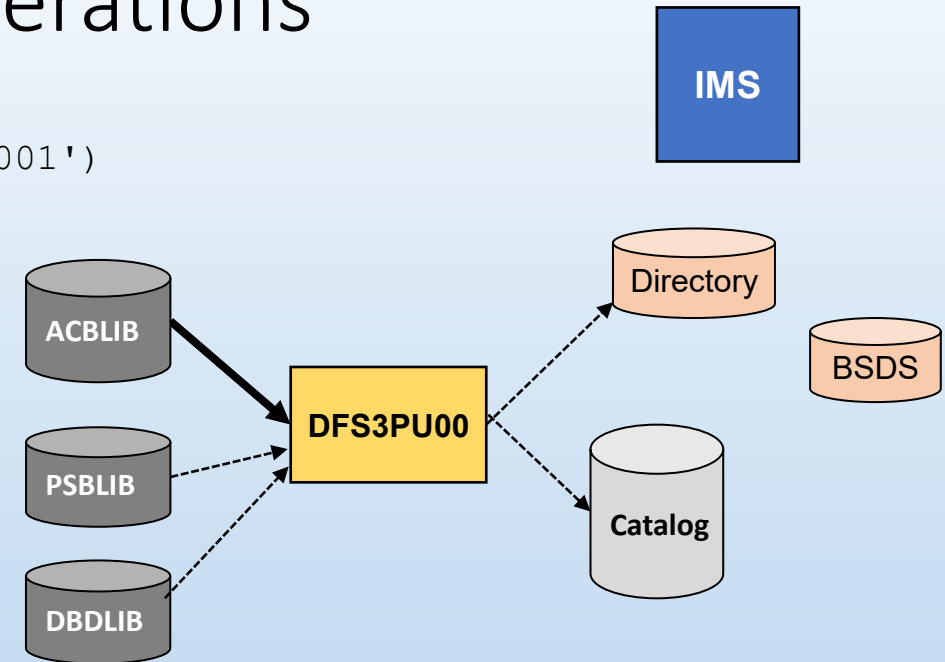 erations
IMS
001')
Directory
ACBLIB
BSDS
DFS3PU00
PSBLIB
Catalog
DBDLIB